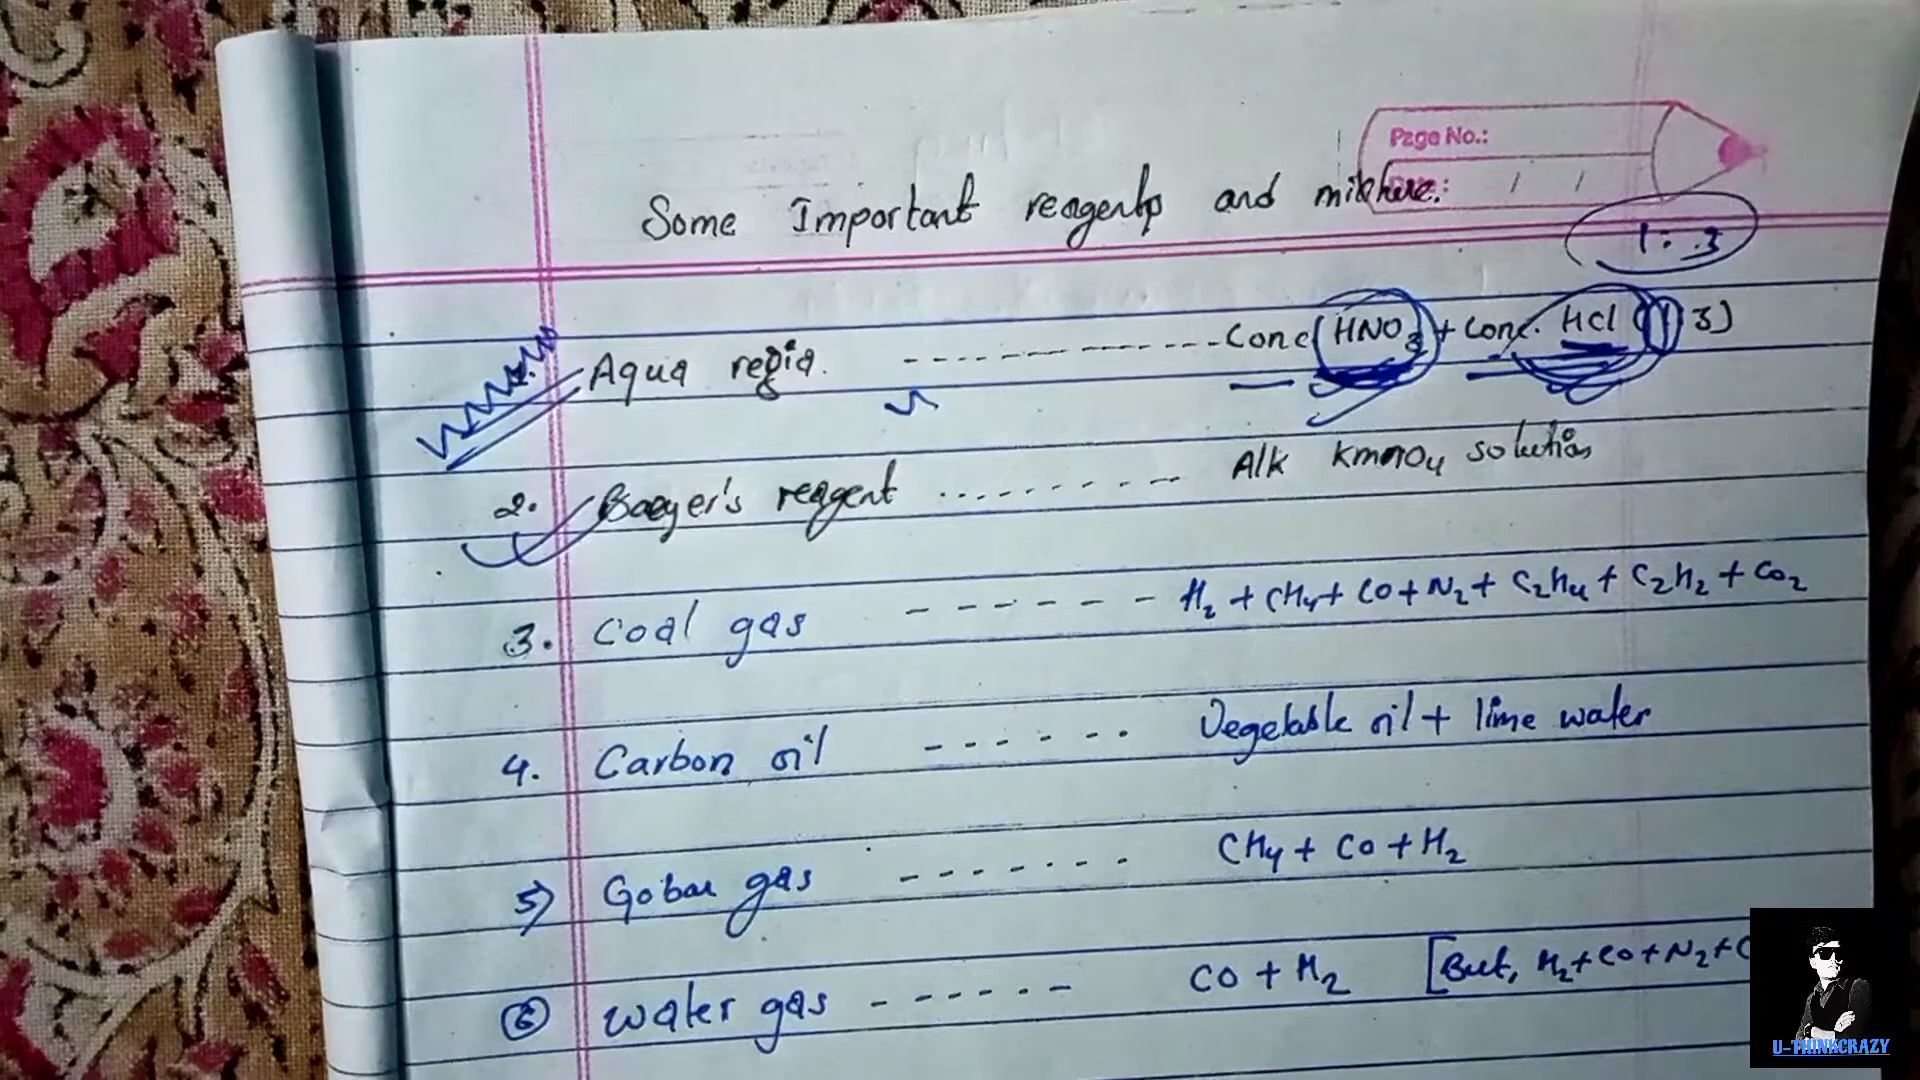 Page No.:
Some Important reagents and mixture.
1:3
1. Aqua regia. ------------ Conc HNO3 + Conc. HCl (1:3)
2. Baeyer's reagent --------- Alk KmnO4 solution
3. Coal gas ------ H2 + CH4 + CO + N2 + C2H4 + C2H2 + CO2
4. Carbon oil ------ Vegetable oil + lime water
5) Gobar gas ------- CH4 + CO + H2
6 Water gas ------ CO + H2 [But, H2 + CO + N2 + C
U-THINKCRAZY